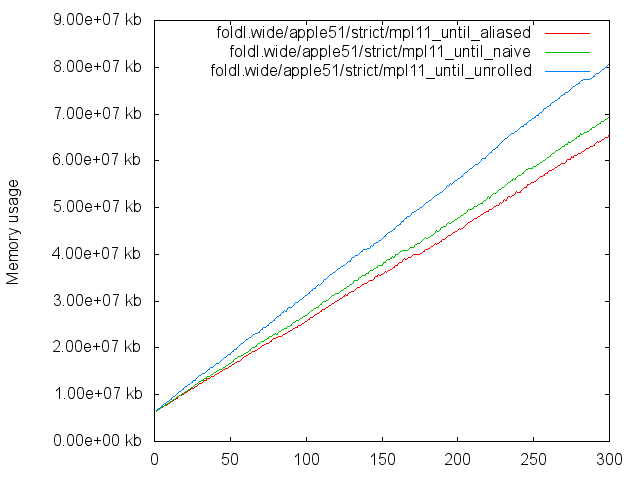 9.00e+07 kb
8.00e+07 kb
7.00e+07 kb
6.00e+07 kb
5.00e+07 kb
4.00e+07 kb
3.00e+07 kb
2.00e+07 kb
1.00e+07 kb
0.00e+00 kb
Memory usage
foldl.wide/apple51/strict/mpl11_until_aliased
foldl.wide/apple51/strict/mpl11_until_naive
foldl.wide/apple51/strict/mpl11_until_unrolled
0 50 100 150 200 250 300